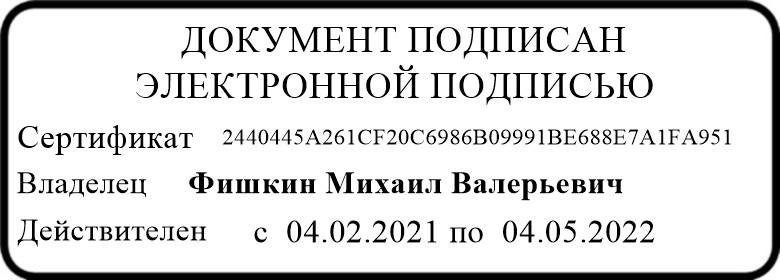 ДОКУМЕНТ ПОДПИСАН
ЭЛЕКТРОННОЙ ПОДПИСЬЮ
Сертификат 2440445A261CF20C6986B09991BE688E7A1FA951
Владелец Фишкин Михаил Валерьевич
Действителен с 04.02.2021 по 04.05.2022